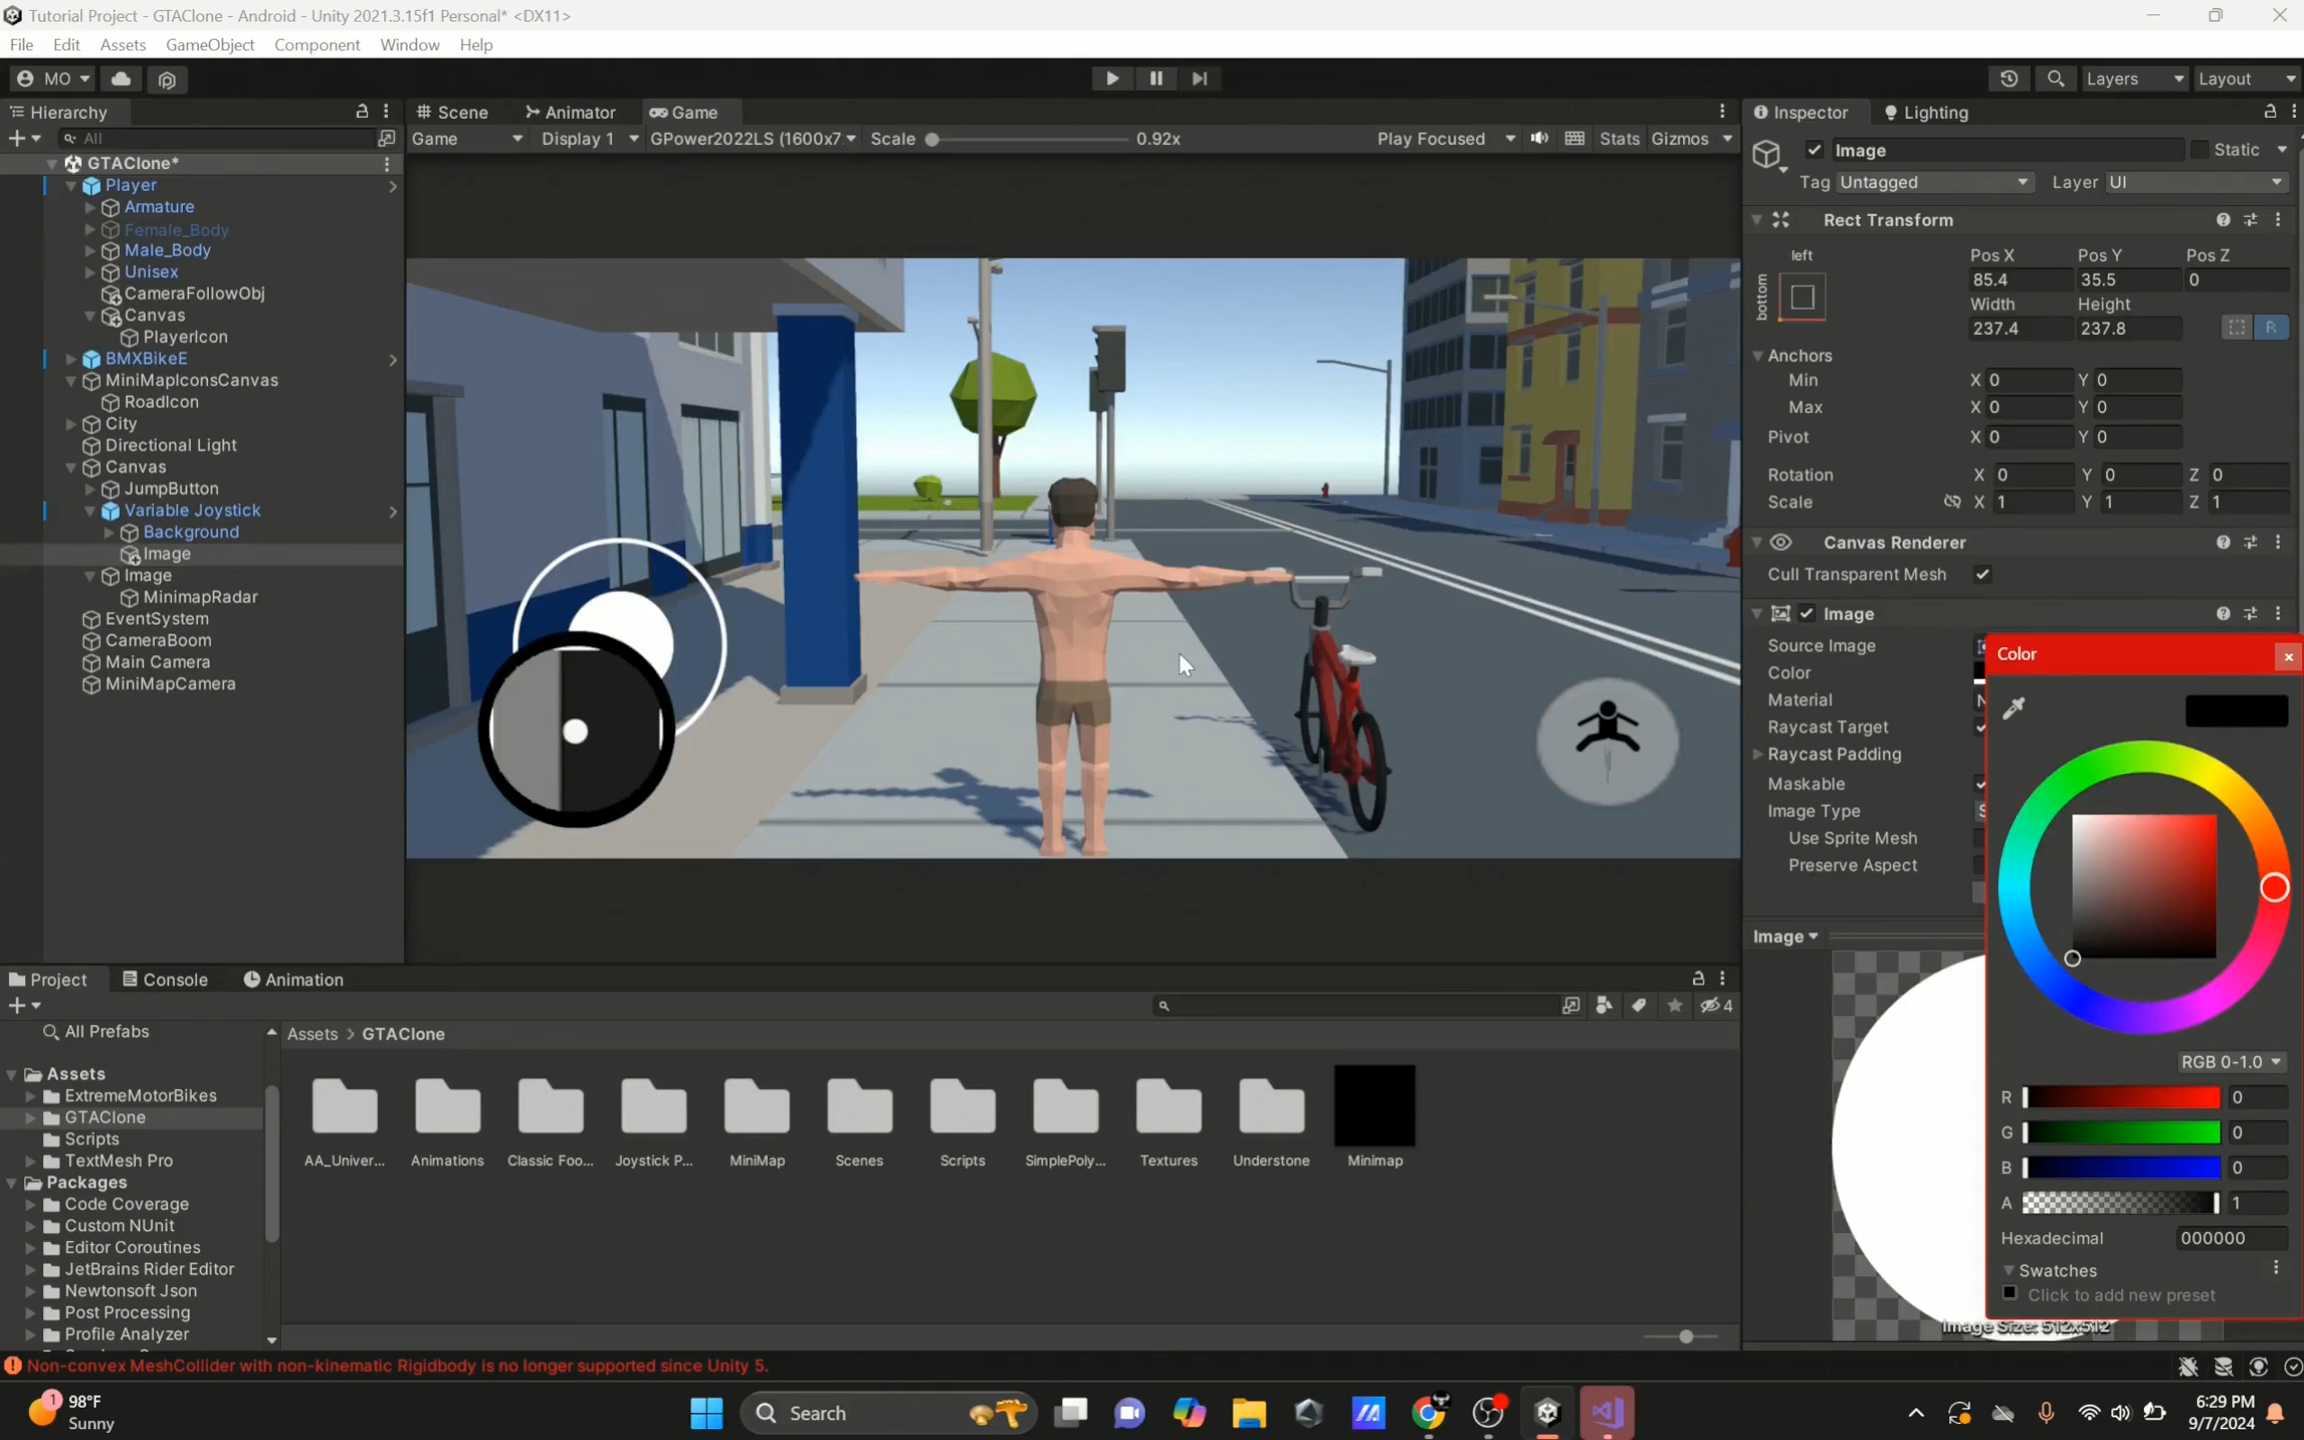 Tutorial Project - GTAClone - Android - Unity 2021.3.15f1 Personal* <DX11>
File Edit Assets GameObject Component Window Help
MO Layers Layout
Hierarchy
All
GTAClone*
Player
Armature
Female_Body
Male_Body
Unisex
CameraFollowObj
Canvas
PlayerIcon
BMXBikeE
MiniMapIconsCanvas
RoadIcon
City
Directional Light
Canvas
JumpButton
Variable Joystick
Background
Image
Image
MinimapRadar
EventSystem
CameraBoom
Main Camera
MiniMapCamera
Scene Animator Game
Game Display 1 GPower2022LS (1600x7 Scale 0.92x Play Focused Stats Gizmos
Inspector Lighting
Image Static
Tag Untagged Layer UI
Rect Transform
left Pos X Pos Y Pos Z
bottom 85.4 35.5 0
Width Height
237.4 237.8 R
Anchors
Min X 0 Y 0
Max X 0 Y 0
Pivot X 0 Y 0
Rotation X 0 Y 0 Z 0
Scale X 1 Y 1 Z 1
Canvas Renderer
Cull Transparent Mesh
Image
Source Image
Color
Material
Raycast Target
Raycast Padding
Maskable
Image Type
Use Sprite Mesh
Preserve Aspect
Image
Color
RGB 0-1.0
R 0
G 0
B 0
A 1
Hexadecimal 000000
Swatches
Click to add new preset
Image Size: 512x512
Project Console Animation
4
All Prefabs
Assets
ExtremeMotorBikes
GTAClone
Scripts
TextMesh Pro
Packages
Code Coverage
Custom NUnit
Editor Coroutines
JetBrains Rider Editor
Newtonsoft Json
Post Processing
Profile Analyzer
Assets > GTAClone
AA_Univer... Animations Classic Foo... Joystick P... MiniMap Scenes Scripts SimplePoly... Textures Understone Minimap
Non-convex MeshCollider with non-kinematic Rigidbody is no longer supported since Unity 5.
1 98°F
Sunny
Search
6:29 PM
9/7/2024